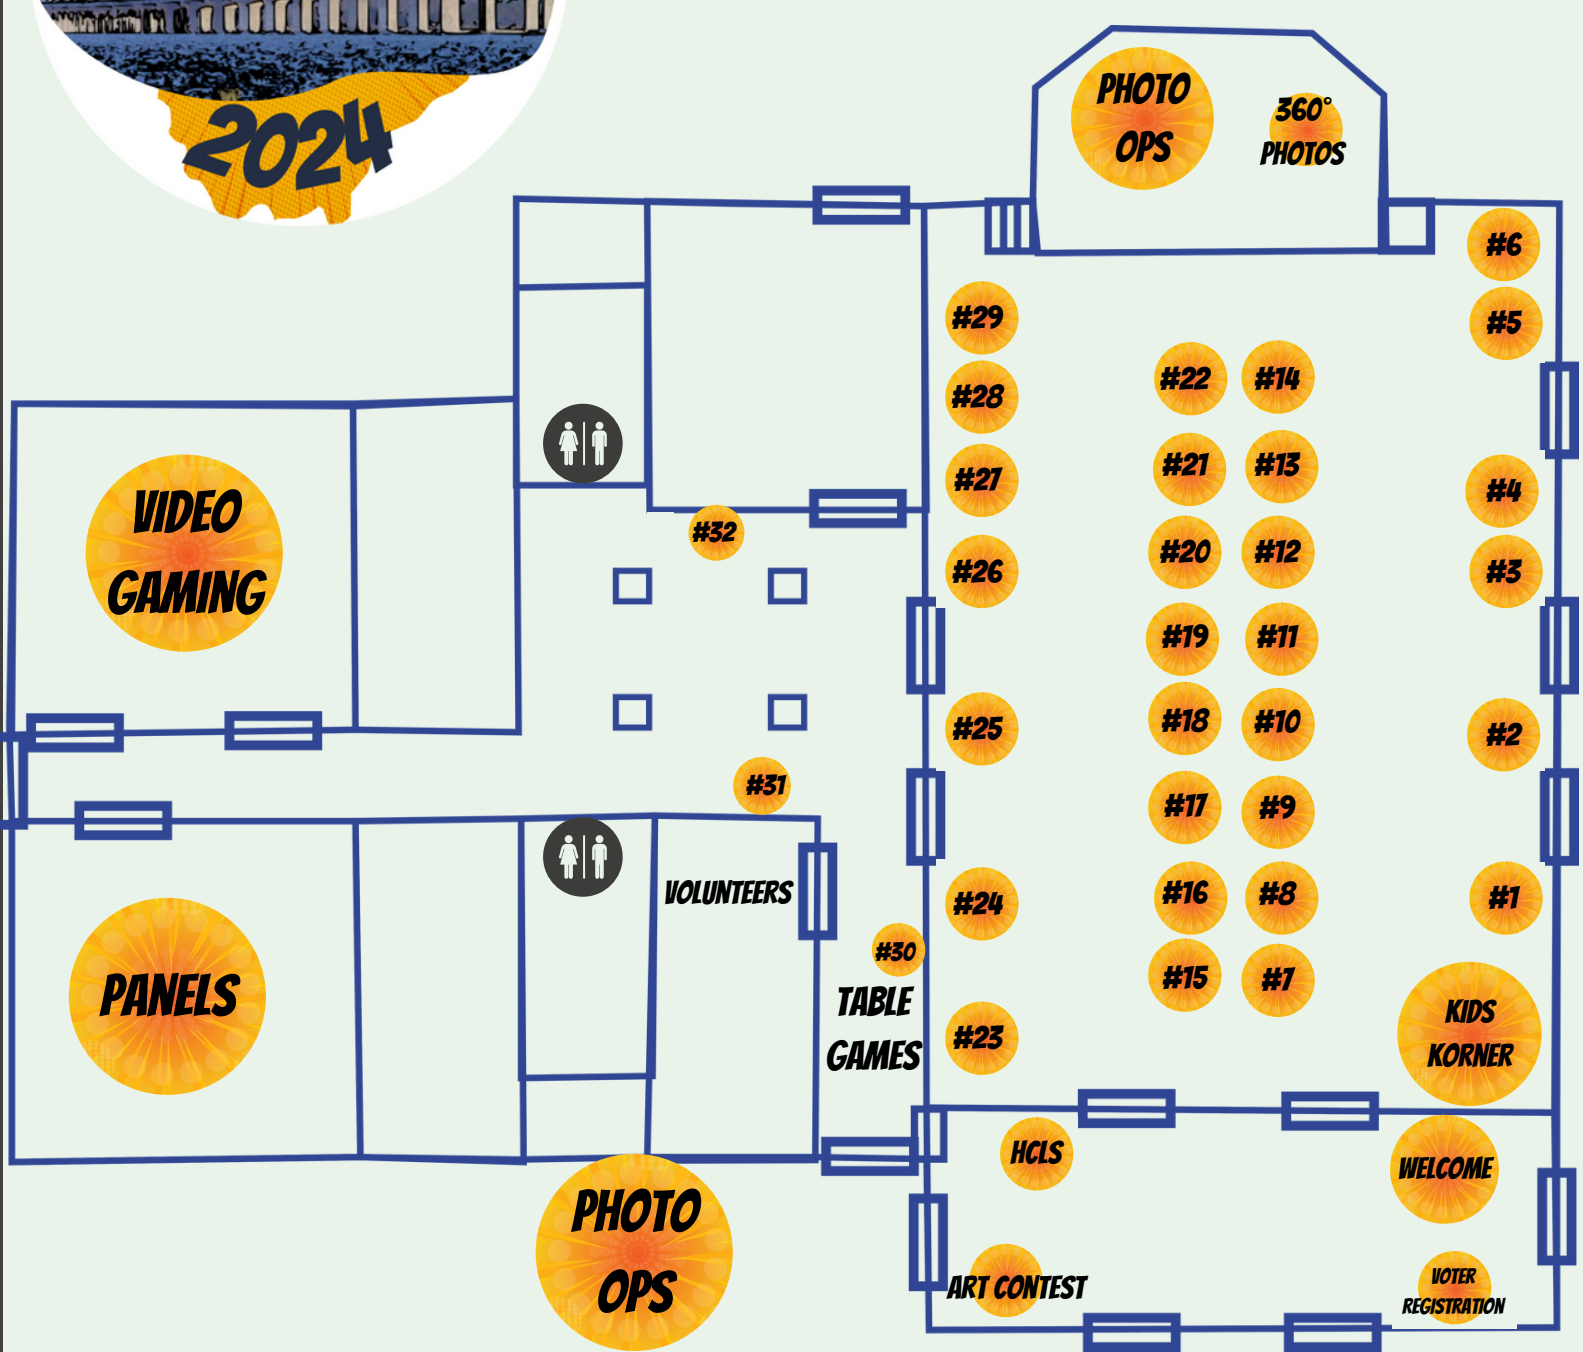 2024
PHOTO
OPS
360°
PHOTOS
#6
#5
#29
#28
#27
#26
#25
#24
#23
#22
#14
#21
#13
#20
#12
#19
#11
#18
#10
#17
#9
#16
#8
#15
#7
#4
#3
#2
#1
VIDEO
GAMING
#32
#31
VOLUNTEERS
#30
TABLE
GAMES
PANELS
KIDS
KORNER
HCLS
WELCOME
ART CONTEST
VOTER
REGISTRATION
PHOTO
OPS